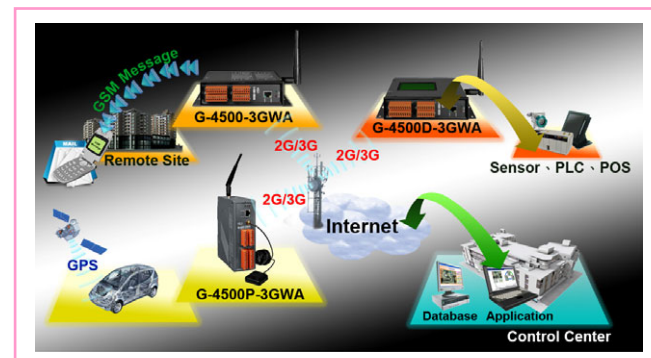 GSM Message
G-4500-3GWA
G-4500D-3GWA
Remote Site
MAIL
2G/3G
2G/3G
Sensor、PLC、POS
2G/3G
Internet
GPS
G-4500P-3GWA
Database
Application
Control Center